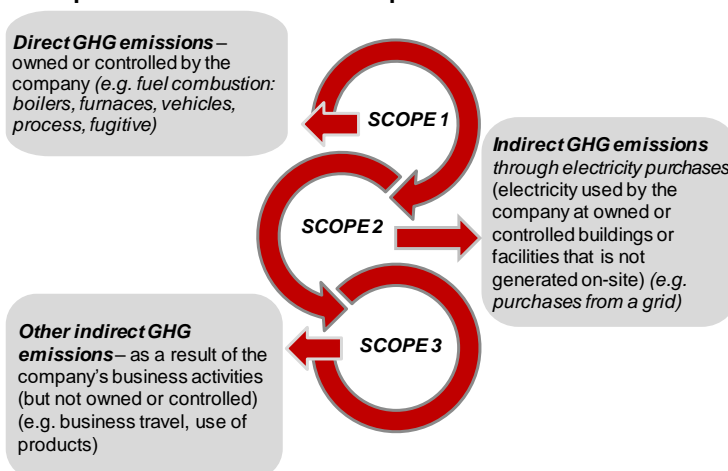 Direct GHG emissions –
owned or controlled by the
company (e.g. fuel combustion:
boilers, furnaces, vehicles,
process, fugitive)
SCOPE 1
Indirect GHG emissions
through electricity purchases
(electricity used by the
company at owned or
controlled buildings or
facilities that is not
generated on-site) (e.g.
purchases from a grid)
SCOPE 2
SCOPE 3
Other indirect GHG
emissions – as a result of the
company's business activities
(but not owned or controlled)
(e.g. business travel, use of
products)